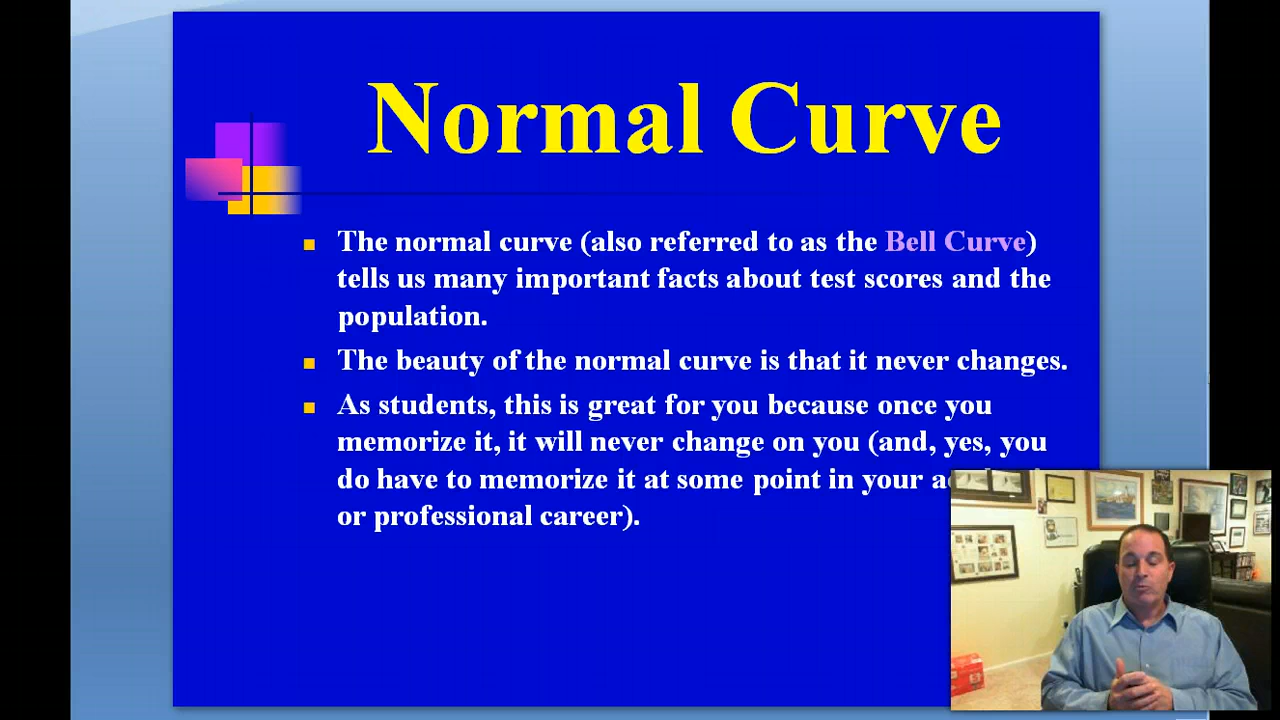 Normal Curve
The normal curve (also referred to as the Bell Curve)
tells us many important facts about test scores and the
population.
The beauty of the normal curve is that it never changes.
As students, this is great for you because once you
memorize it, it will never change on you (and, yes, you
do have to memorize it at some point in your
or professional career).